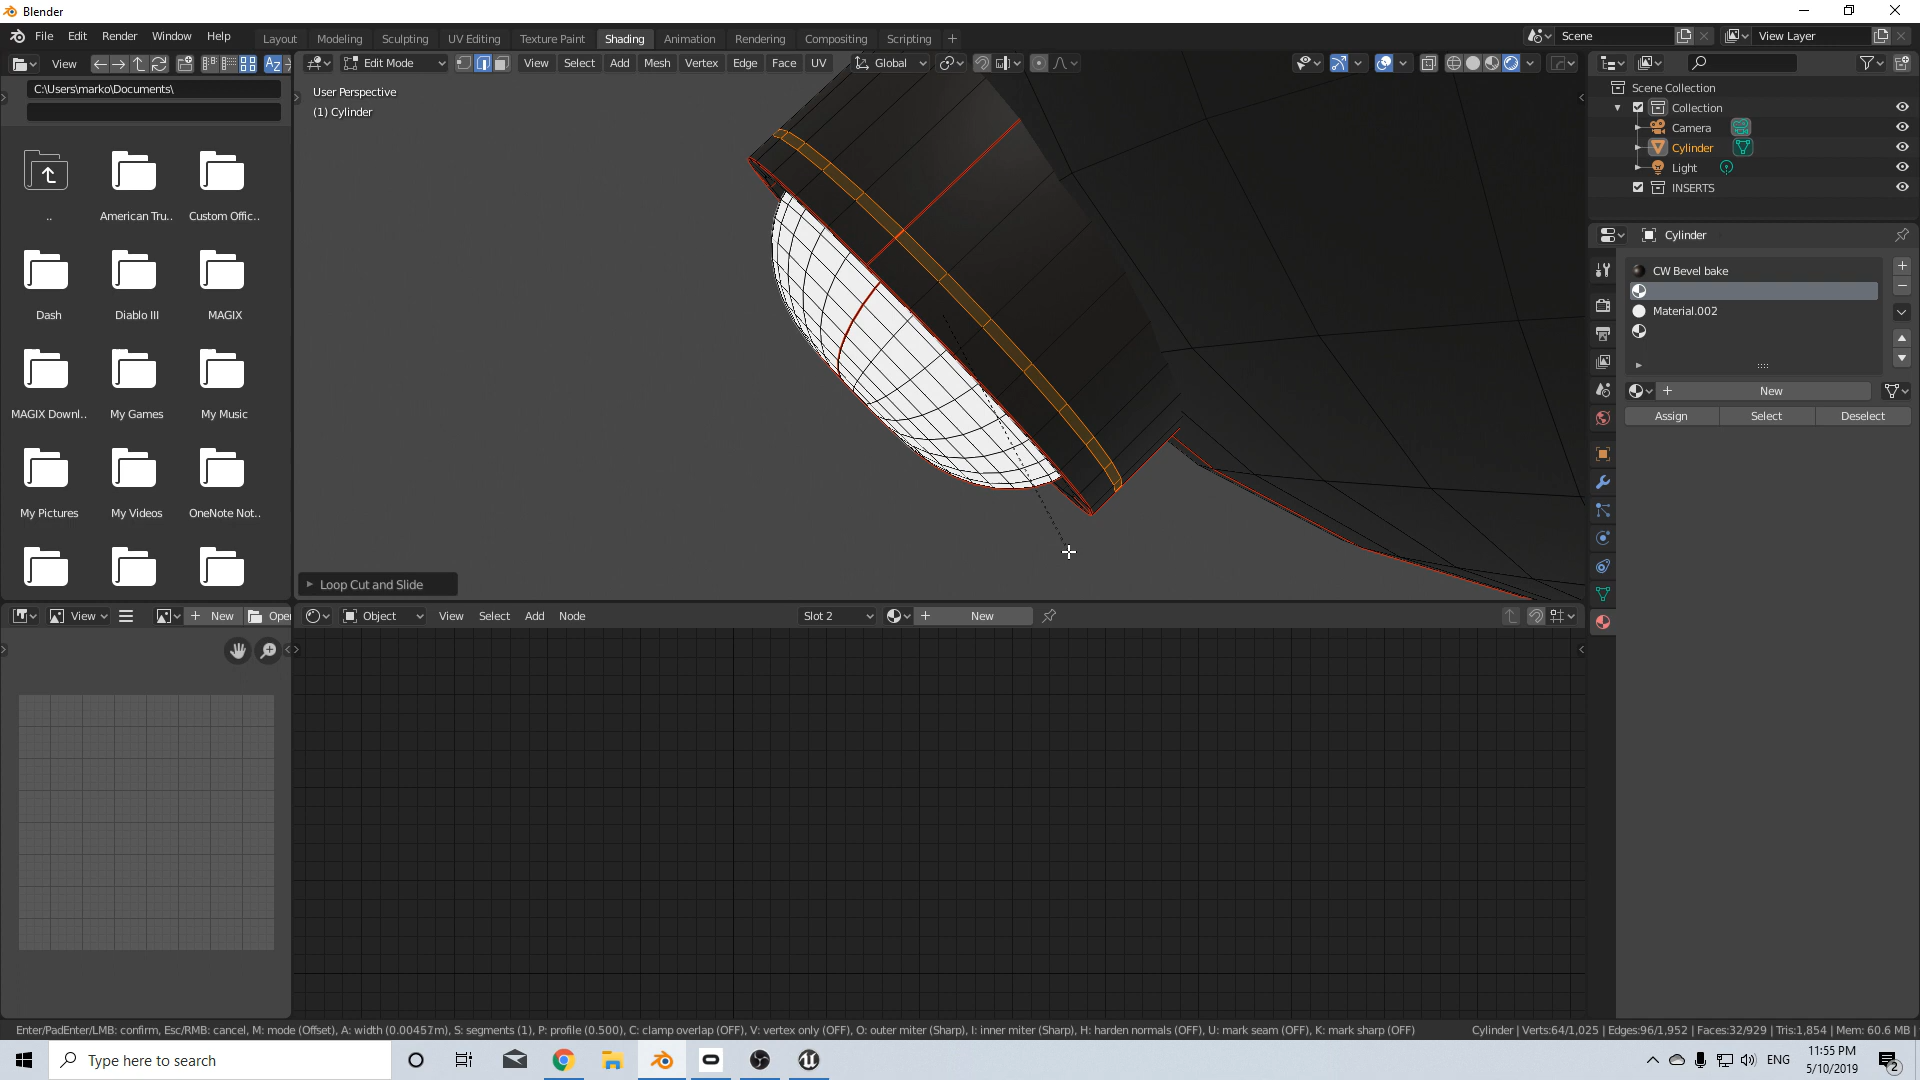 Blender
File Edit Render Window Help
Layout Modeling Sculpting UV Editing Texture Paint Shading Animation Rendering Compositing Scripting
Scene
View Layer
View
Edit Mode
View Select Add Mesh Vertex Edge Face UV
Global
C:\Users\marko\Documents\
User Perspective
(1) Cylinder
..
American Tru..
Custom Offic..
Dash
Diablo III
MAGIX
MAGIX Downl..
My Games
My Music
My Pictures
My Videos
OneNote Not..
Scene Collection
Collection
Camera
Cylinder
Light
INSERTS
Cylinder
CW Bevel bake
Material.002
New
Assign Select Deselect
Loop Cut and Slide
View
New
Open
Object
View Select Add Node
Slot 2
New
Enter/PadEnter/LMB: confirm, Esc/RMB: cancel, M: mode (Offset), A: width (0.00457m), S: segments (1), P: profile (0.500), C: clamp overlap (OFF), V: vertex only (OFF), O: outer miter (Sharp), I: inner miter (Sharp), H: harden normals (OFF), U: mark seam (OFF), K: mark sharp (OFF)
Cylinder | Verts:64/1,025 | Edges:96/1,952 | Faces:32/929 | Tris:1,854 | Mem: 60.6 MB |
Type here to search
ENG
11:55 PM
5/10/2019
2